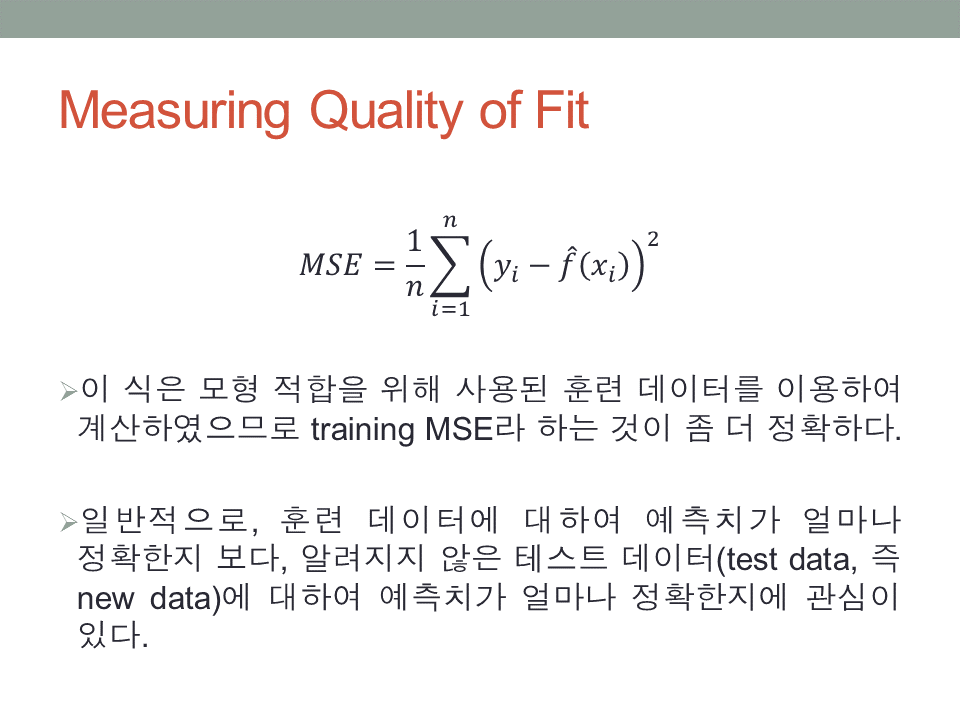 Measuring Quality of Fit
$MSE = \frac{1}{n}\sum_{i=1}^{n}\left(y_i - \hat{f}(x_i)\right)^2$
➢이 식은 모형 적합을 위해 사용된 훈련 데이터를 이용하여
계산하였으므로 training MSE라 하는 것이 좀 더 정확하다.
➢일반적으로, 훈련 데이터에 대하여 예측치가 얼마나
정확한지 보다, 알려지지 않은 테스트 데이터(test data, 즉
new data)에 대하여 예측치가 얼마나 정확한지에 관심이
있다.